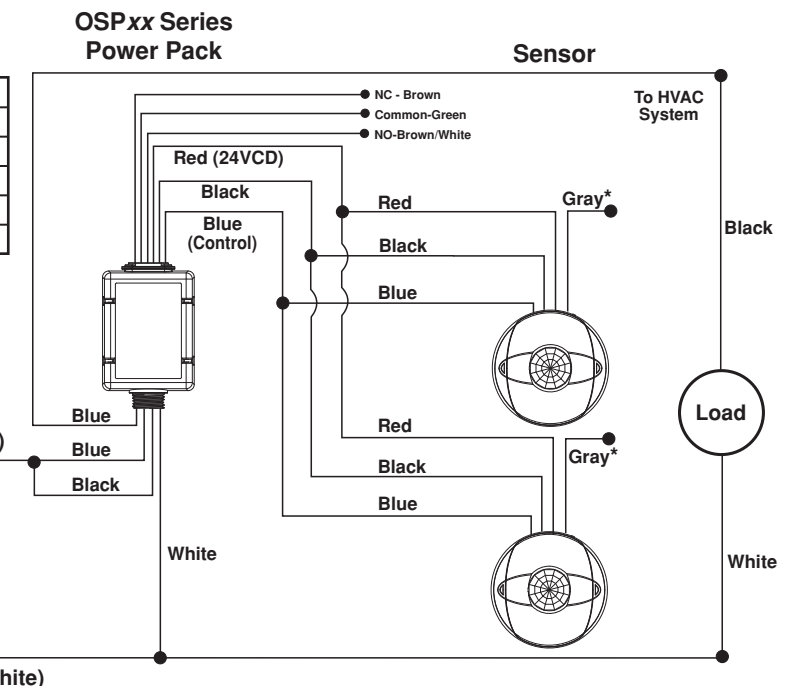 OSPxx Series
Power Pack
Sensor
NC - Brown
Common-Green
NO-Brown/White
To HVAC
System
Red (24VCD)
Black
Blue
(Control)
Red
Gray*
Black
Blue
Black
Load
Blue
Blue
Black
)
Red
Gray*
Black
Blue
White
White
hite)